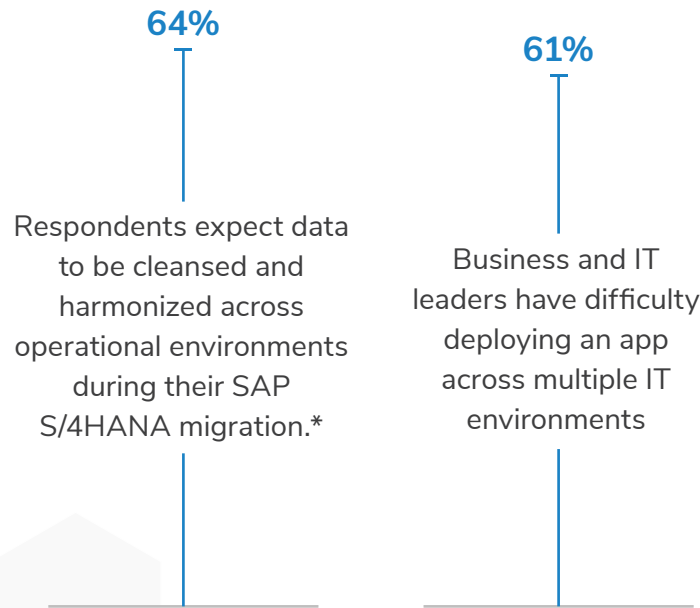 64%
Respondents expect data
to be cleansed and
harmonized across
operational environments
during their SAP
S/4HANA migration.*
61%
Business and IT
leaders have difficulty
deploying an app
across multiple IT
environments